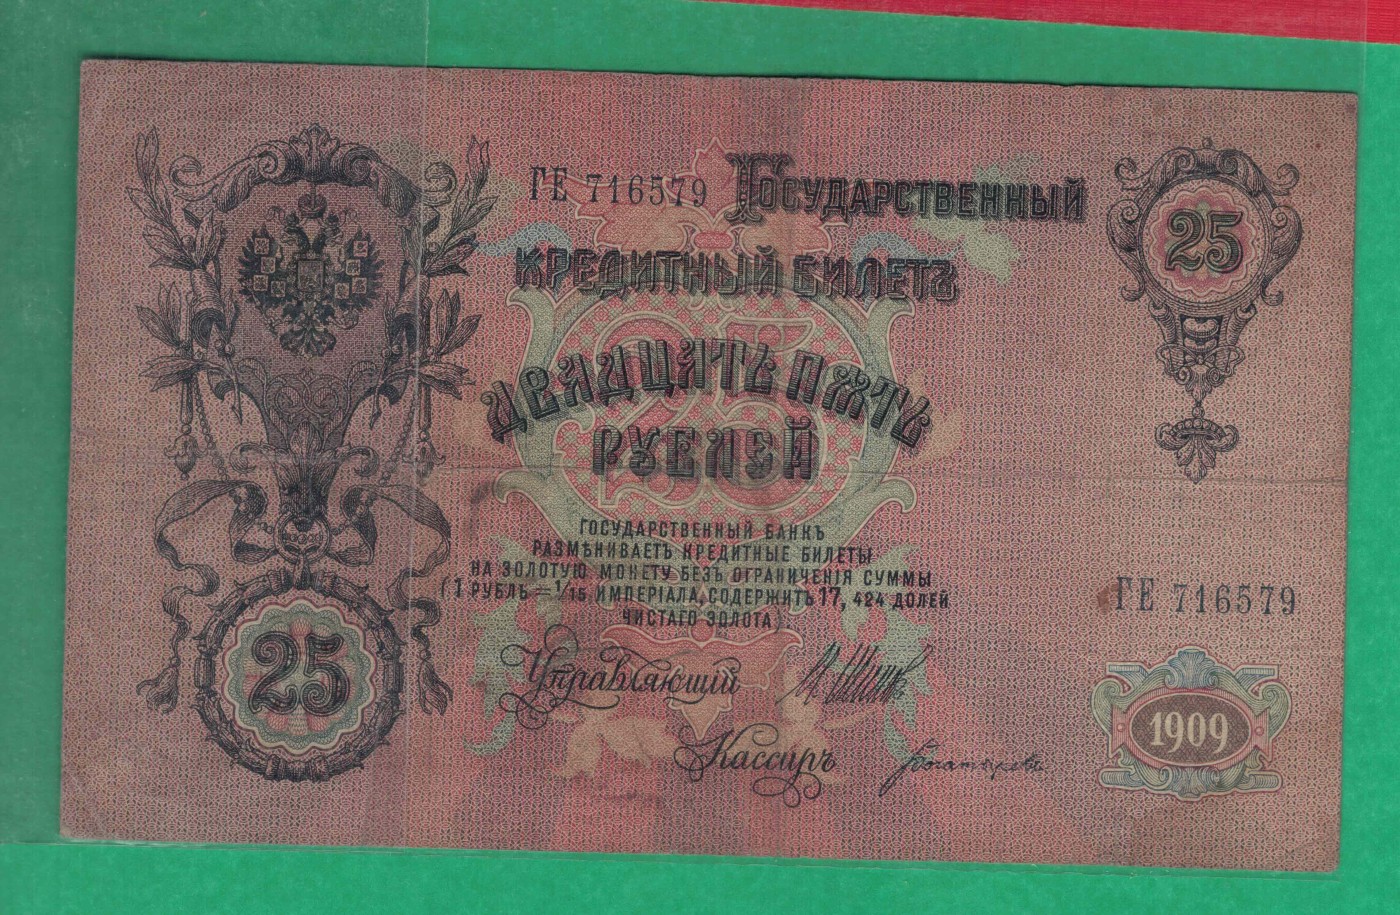 ГЕ 716579 ГОСУДАРСТВЕННЫЙ
25
КРЕДИТНЫЙ БИЛЕТЪ
ДВАДЦАТЬ ПЯТЬ
РУБЛЕЙ
25
ГОСУДАРСТВЕННЫЙ БАНКЪ
РАЗМѢНИВАЕТЪ КРЕДИТНЫЕ БИЛЕТЫ
НА ЗОЛОТУЮ МОНЕТУ БЕЗЪ ОГРАНИЧЕНІЯ СУММЫ
(1 РУБЛЬ = 1/15 ИМПЕРІАЛА, СОДЕРЖИТЪ 17, 424 ДОЛЕЙ
ЧИСТАГО ЗОЛОТА).
ГЕ 716579
25
Управляющій
Кассиръ
1909